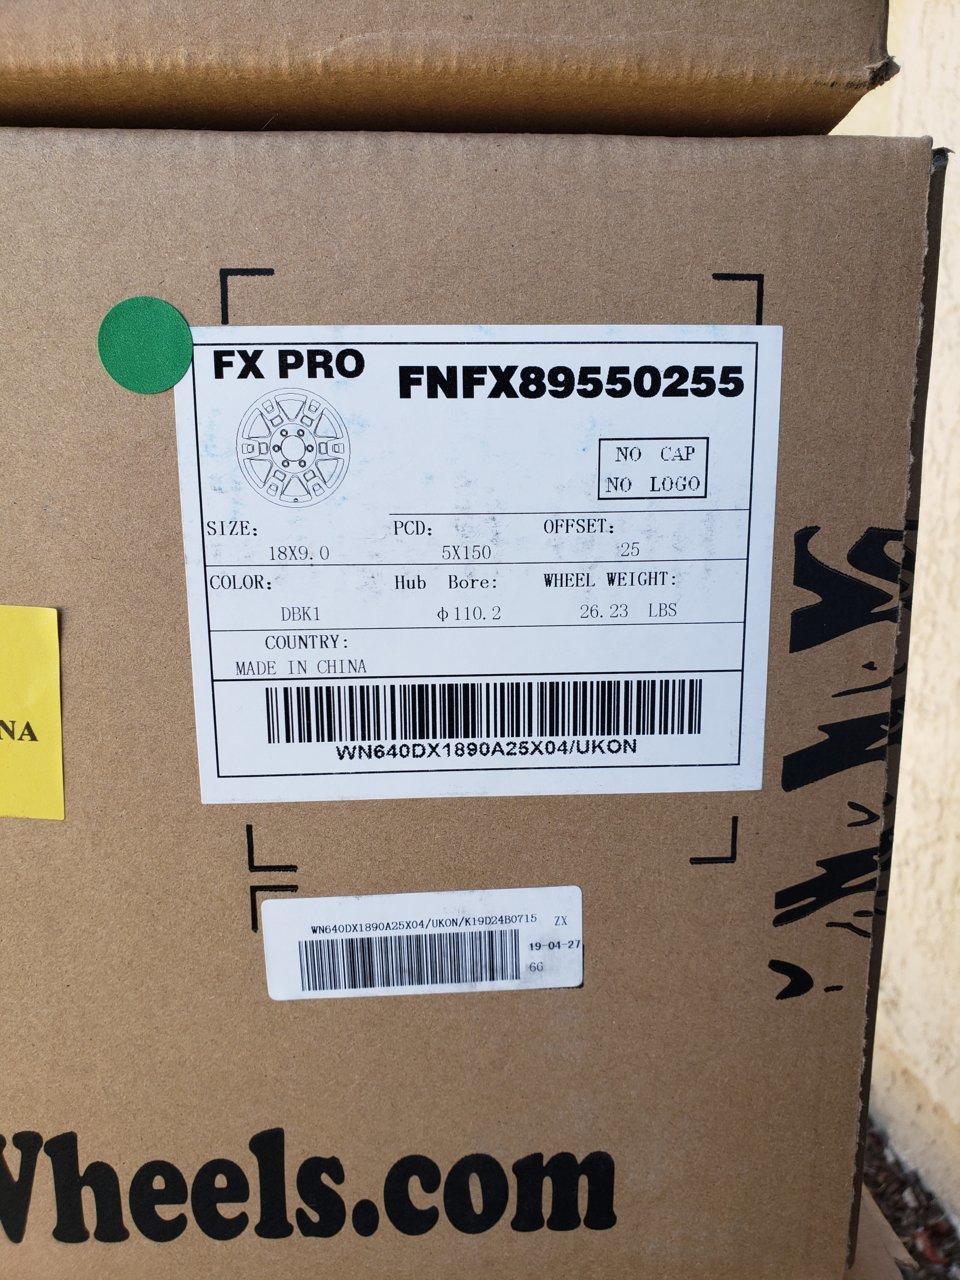 FX PRO
FNFX89550255
NO CAP
NO LOGO
SIZE: PCD: OFFSET:
18X9.0 5X150 25
COLOR: Hub Bore: WHEEL WEIGHT:
DBK1 φ110.2 26.23 LBS
COUNTRY:
MADE IN CHINA
WN640DX1890A25X04/UKON
NA
WN640DX1890A25X04/UKON/K19D24B0715 ZX
19-04-27
66
Wheels.com